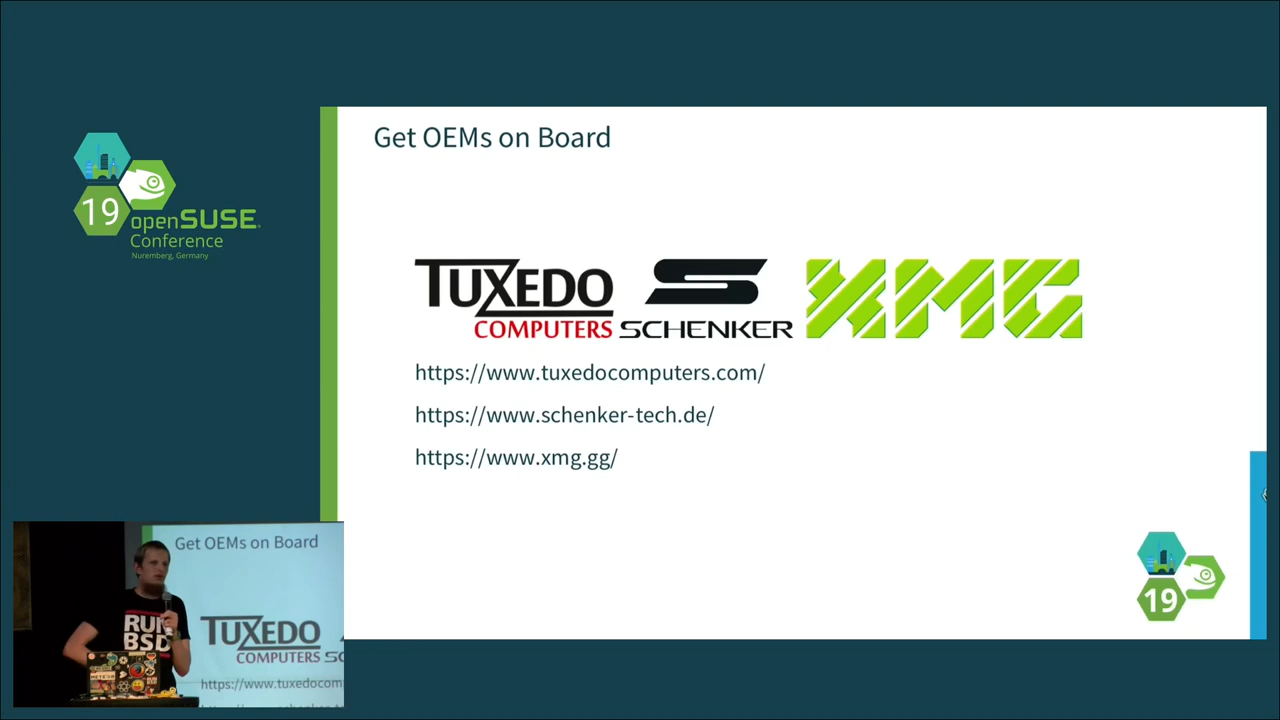 Get OEMs on Board
19
openSUSE
Conference
Nuremberg, Germany
TUXEDO
COMPUTERS
SCHENKER
XMG
https://www.tuxedocomputers.com/
https://www.schenker-tech.de/
https://www.xmg.gg/
19
Get OEMs on Board
RUN
BSD
TUXEDO
COMPUTERS SC
https://www.tuxedocom